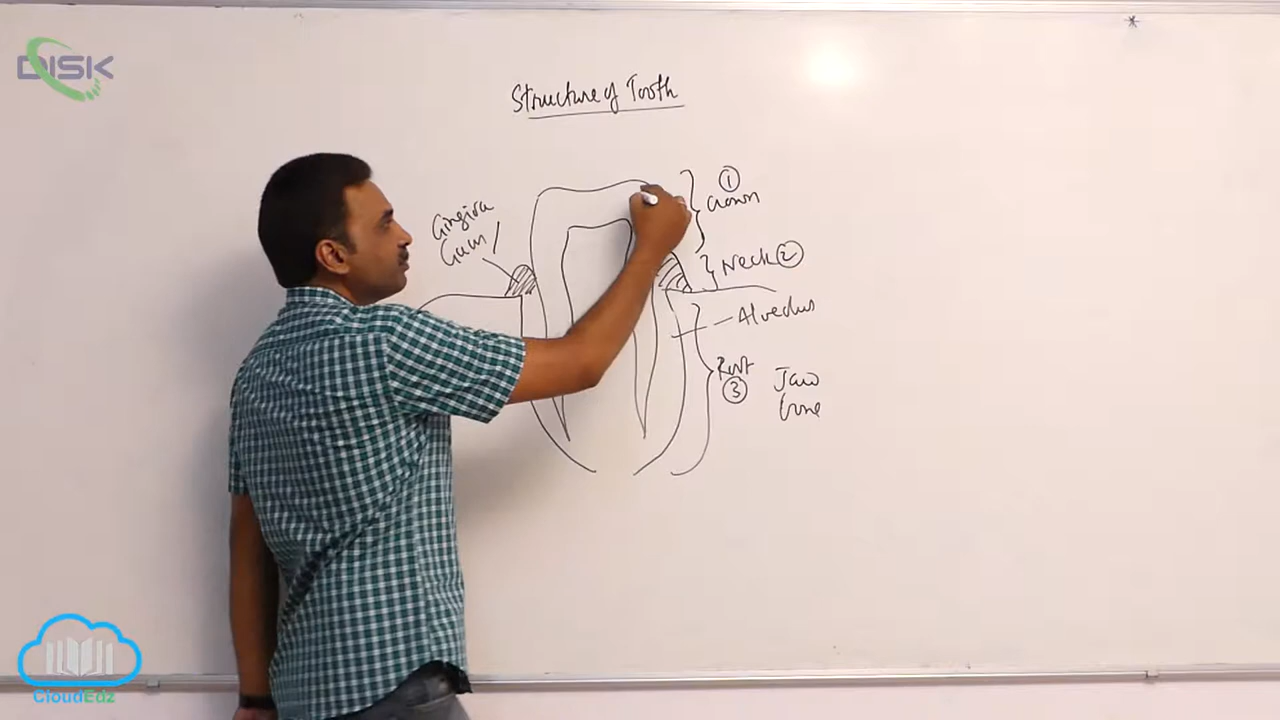 DISK
Structure of Tooth
①
Crown
Gingiva
Gum
Neck ②
Alveolus
Root
③
Jaw
bone
CloudEdz